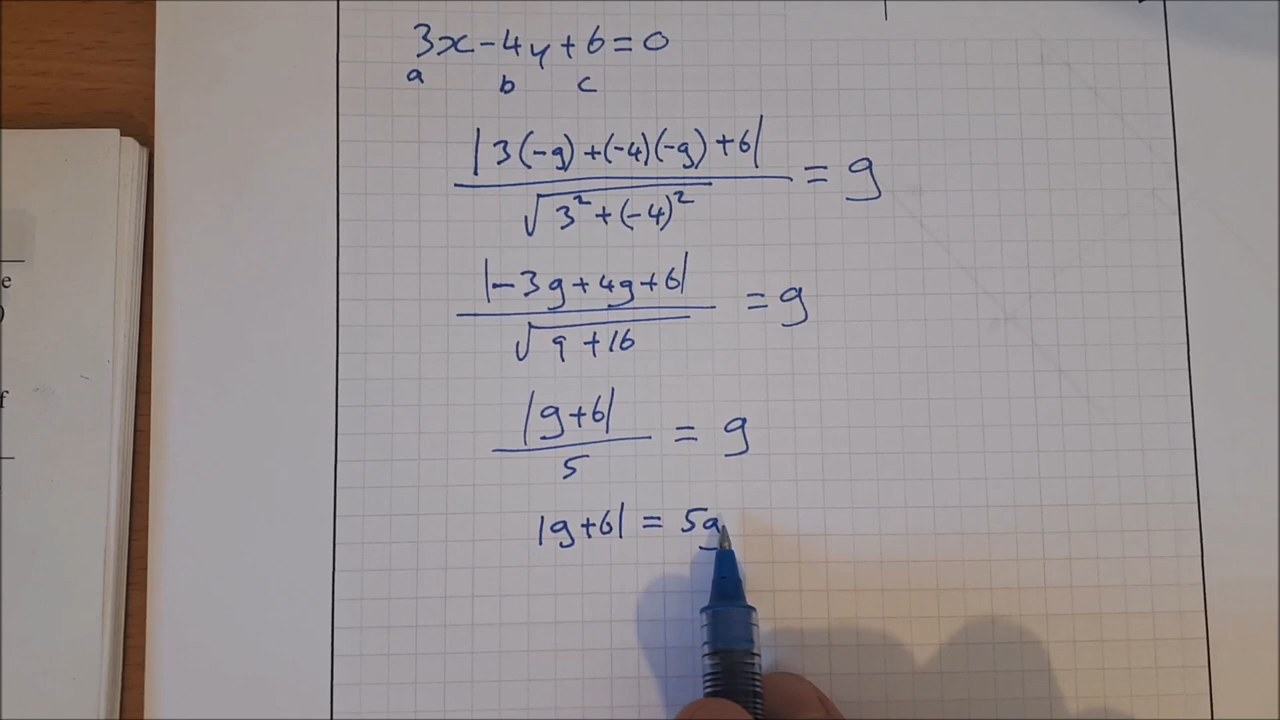 3x-4y+6=0
a b c
|3(-g)+(-4)(-g)+6|
= g
√3²+(-4)²
|-3g+4g+6|
= g
√9+16
|g+6|
= g
5
|g+6| = 5g
e
f